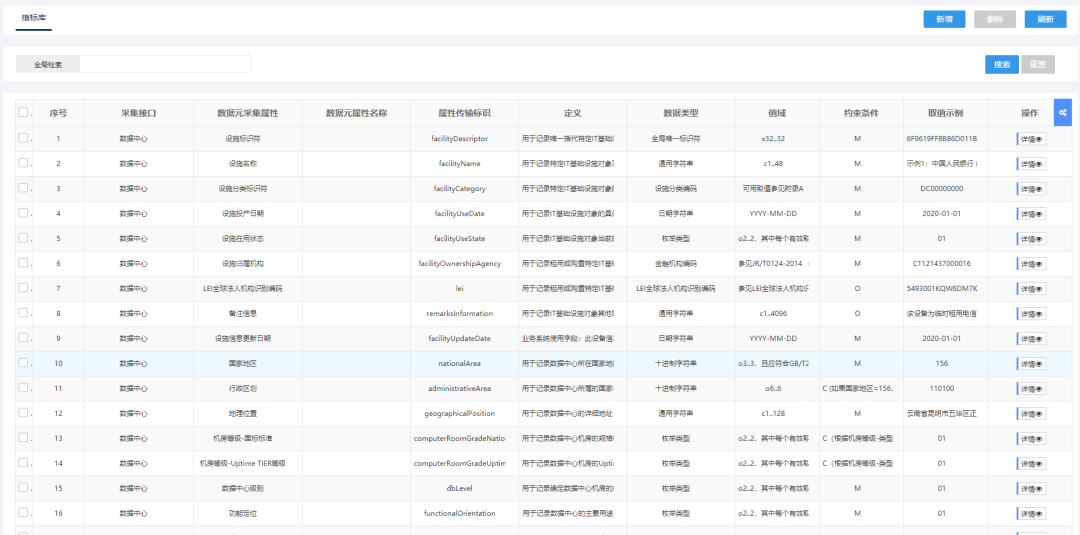 指标库
新增 删除 刷新
全局检索
搜索 重置
序号 采集接口 数据元采集属性 数据元属性名称 属性传输标识 定义 数据类型 值域 约束条件 取值示例 操作
1 数据中心 设施标识符 facilityDescriptor 用于记录唯一指代特定IT基础 全局唯一标识符 x32..32 M 6F9619FF8B86D011B 详情
2 数据中心 设施名称 facilityName 用于记录特定IT基础设施对象 通用字符串 c1..48 M 示例1：中国人民银行 详情
3 数据中心 设施分类标识符 facilityCategory 用于记录特定IT基础设施对象的 设施分类编码 可用取值参见附录A M DC00000000 详情
4 数据中心 设施投产日期 facilityUseDate 用于记录IT基础设施对象的具 日期字符串 YYYY-MM-DD M 2020-01-01 详情
5 数据中心 设施在用状态 facilityUseState 用于记录IT基础设施对象当前 枚举类型 o2..2，其中每个有效 M 01 详情
6 数据中心 设施归属机构 facilityOwnershipAgency 用于记录租用或购置特定IT基 金融机构编码 参见JR/T0124-2014 M C1121437000016 详情
7 数据中心 LEI全球法人机构识别编码 lei 用于记录租用或购置特定IT基 LEI全球法人机构识别编码 参见LEI全球法人机构 O 5493001KQW6DM7K 详情
8 数据中心 备注信息 remarksInformation 用于记录IT基础设施对象其他 通用字符串 c1..4096 O 该设备为临时租用电信 详情
9 数据中心 设施信息更新日期 facilityUpdateDate 业务系统使用字段：此设备信 日期字符串 YYYY-MM-DD M 2020-01-01 详情
10 数据中心 国家地区 nationalArea 用于记录数据中心所在国家地 十进制字符串 o3..3，且应符合GB/T2 M 156 详情
11 数据中心 行政区划 administrativeArea 用于记录数据中心所属的国家 十进制字符串 o6..6 C (如果国家地区=156, 110100 详情
12 数据中心 地理位置 geographicalPosition 用于记录数据中心的详细地址 通用字符串 c1..128 M 云南省昆明市五华区正 详情
13 数据中心 机房等级-国标标准 computerRoomGradeNatio 用于记录数据中心机房的规格 枚举类型 o2..2，其中每个有效 C（根据机房等级-类型 01 详情
14 数据中心 机房等级-Uptime TIER等级 computerRoomGradeUptim 用于记录数据中心机房的Upti 枚举类型 o2..2，其中每个有效 C（根据机房等级-类型 01 详情
15 数据中心 数据中心级别 dbLevel 用于记录确定数据中心机房的 枚举类型 o2..2，其中每个有效 M 01 详情
16 数据中心 功能定位 functionalOrientation 用于记录数据中心的主要用途 枚举类型 o2..2，其中每个有效 M 01 详情